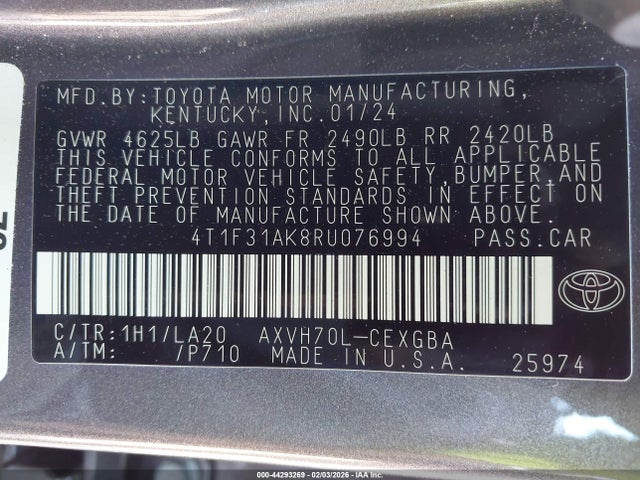 MFD.BY:TOYOTA MOTOR MANUFACTURING,
KENTUCKY,INC.01/24
GVWR 4625LB GAWR FR 2490LB RR 2420LB
THIS VEHICLE CONFORMS TO ALL APPLICABLE
FEDERAL MOTOR VEHICLE SAFETY,BUMPER,AND
THEFT PREVENTION STANDARDS IN EFFECT ON
THE DATE OF MANUFACTURE SHOWN ABOVE.
4T1F31AK8RU076994 PASS.CAR
C/TR:1H1/LA20 AXVH70L-CEXGBA
A/TM: /P710 MADE IN U.S.A. 25974
000-44293269 - 02/03/2026 - IAA Inc.